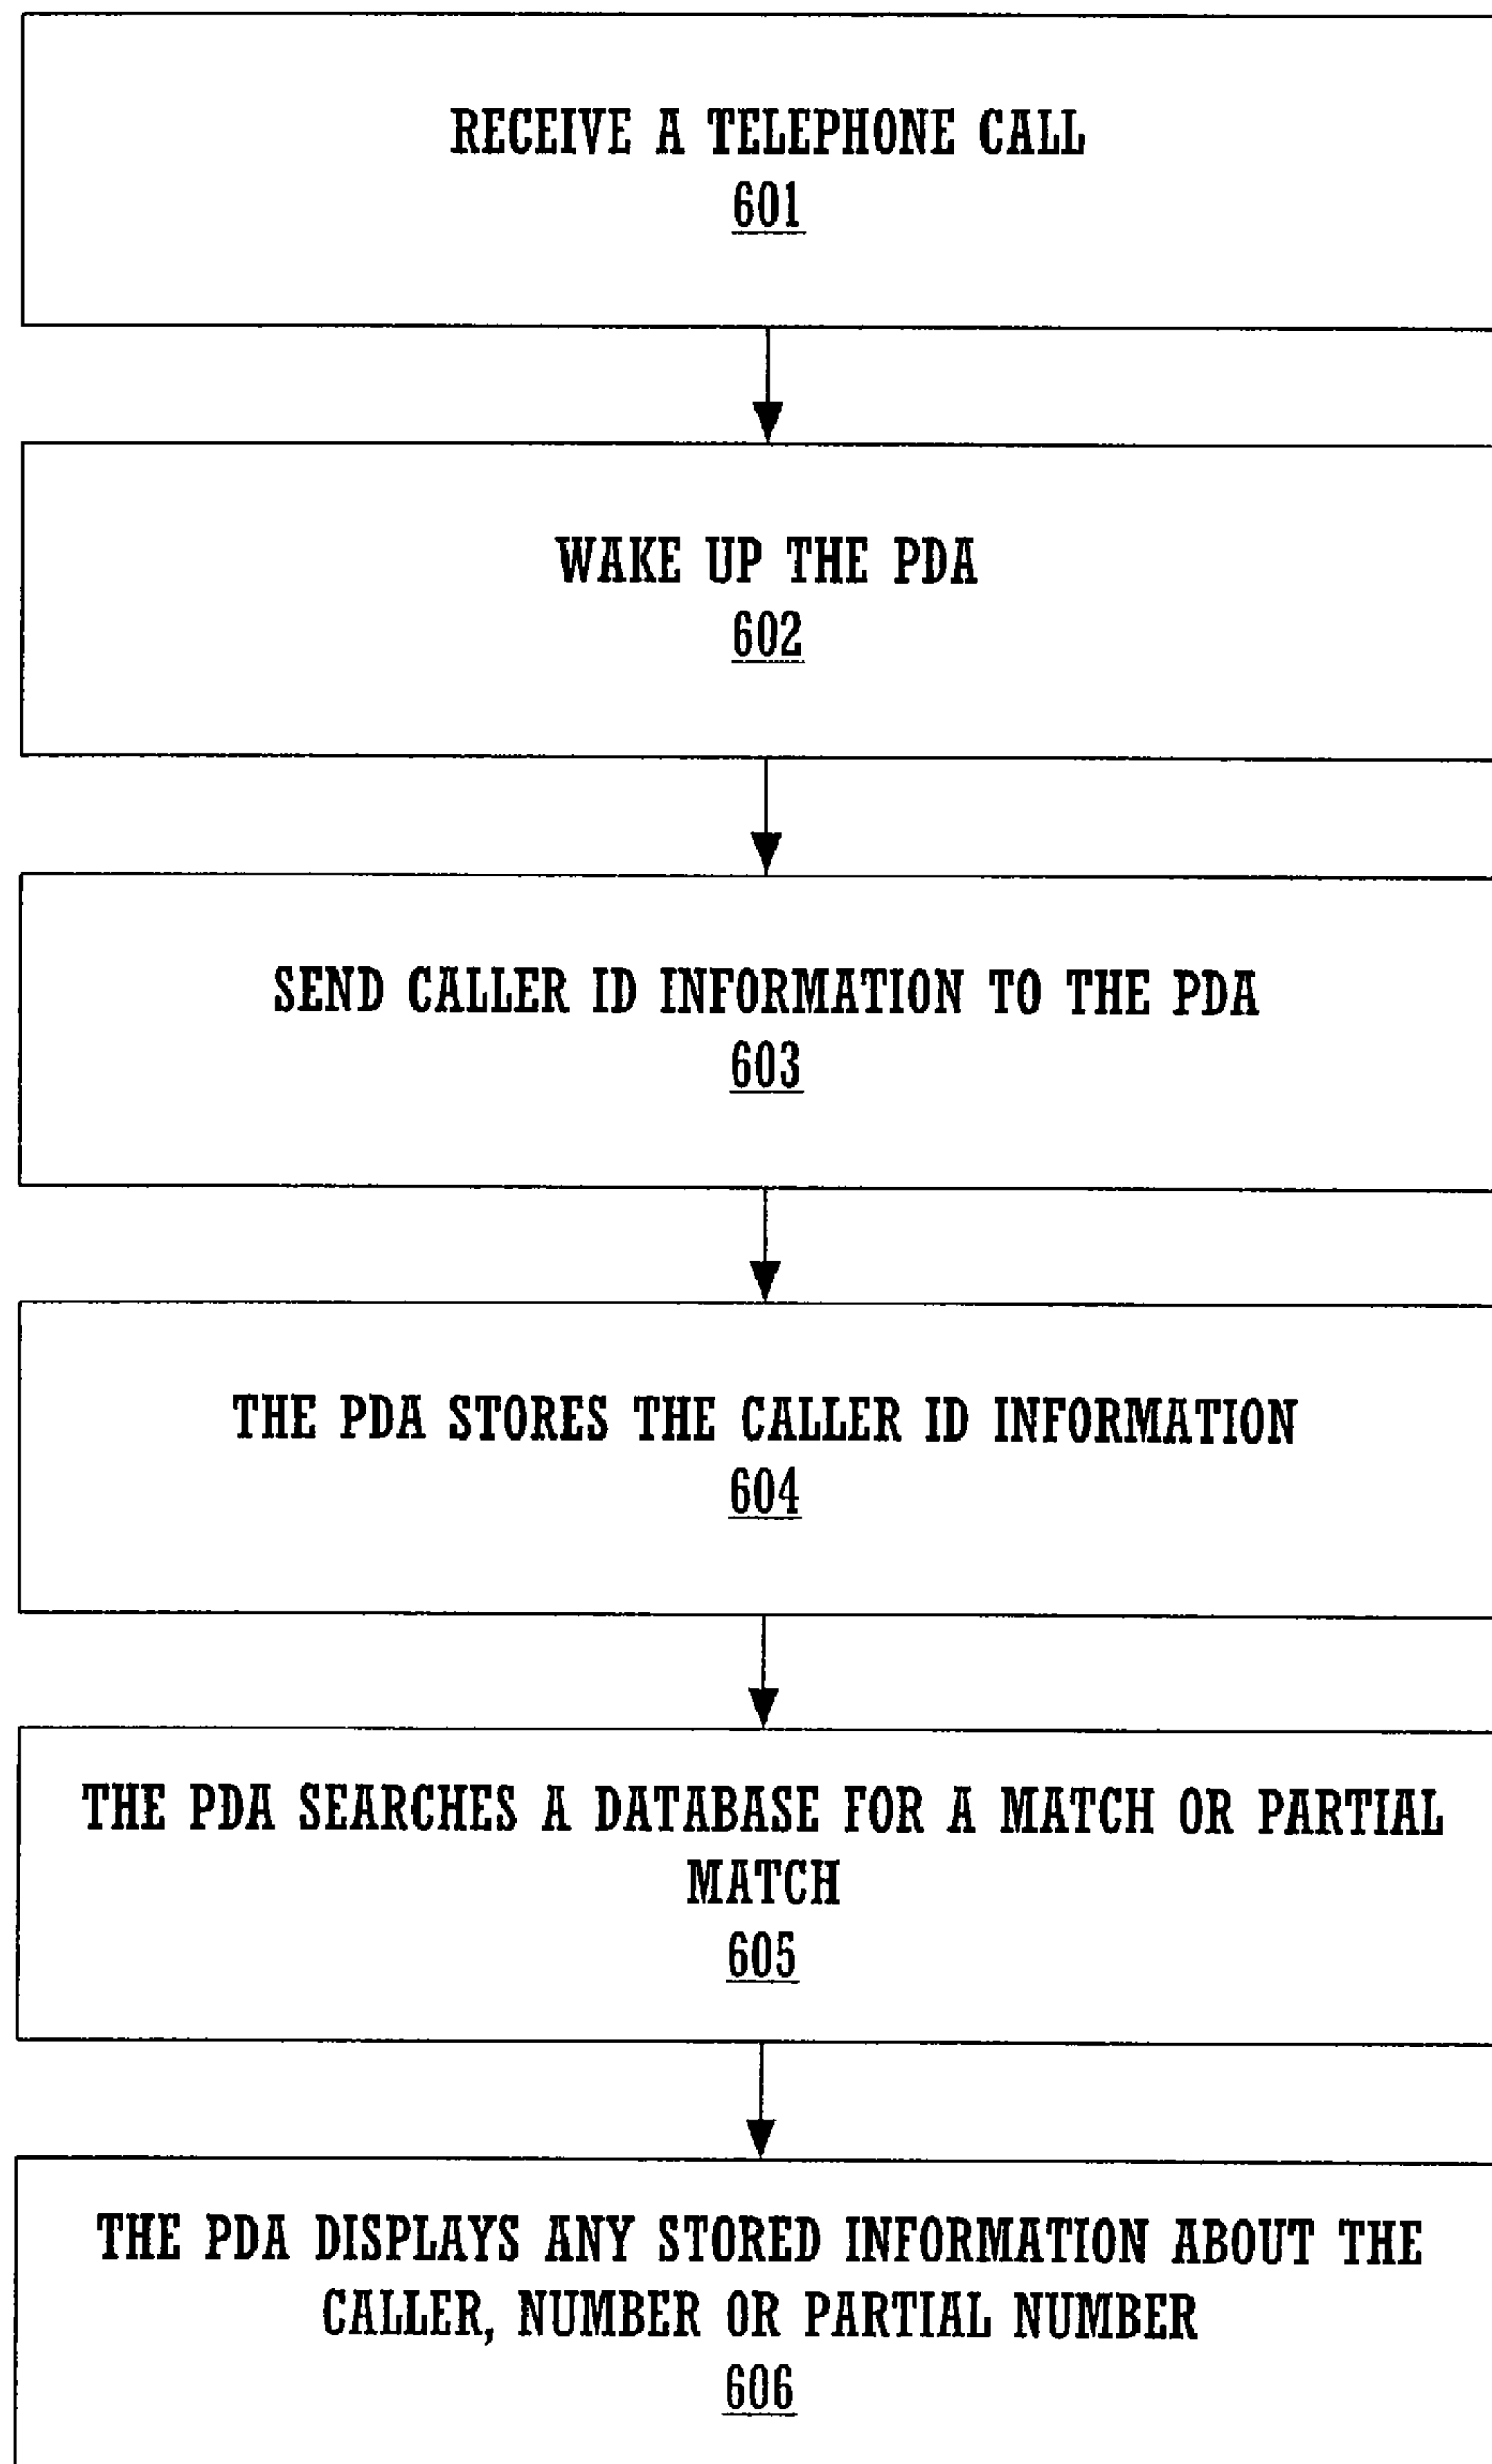 RECEIVE A TELEPHONE CALL
601
WAKE UP THE PDA
602
SEND CALLER ID INFORMATION TO THE PDA
603
THE PDA STORES THE CALLER ID INFORMATION
604
THE PDA SEARCHES A DATABASE FOR A MATCH OR PARTIAL
MATCH
605
THE PDA DISPLAYS ANY STORED INFORMATION ABOUT THE
CALLER, NUMBER OR PARTIAL NUMBER
606